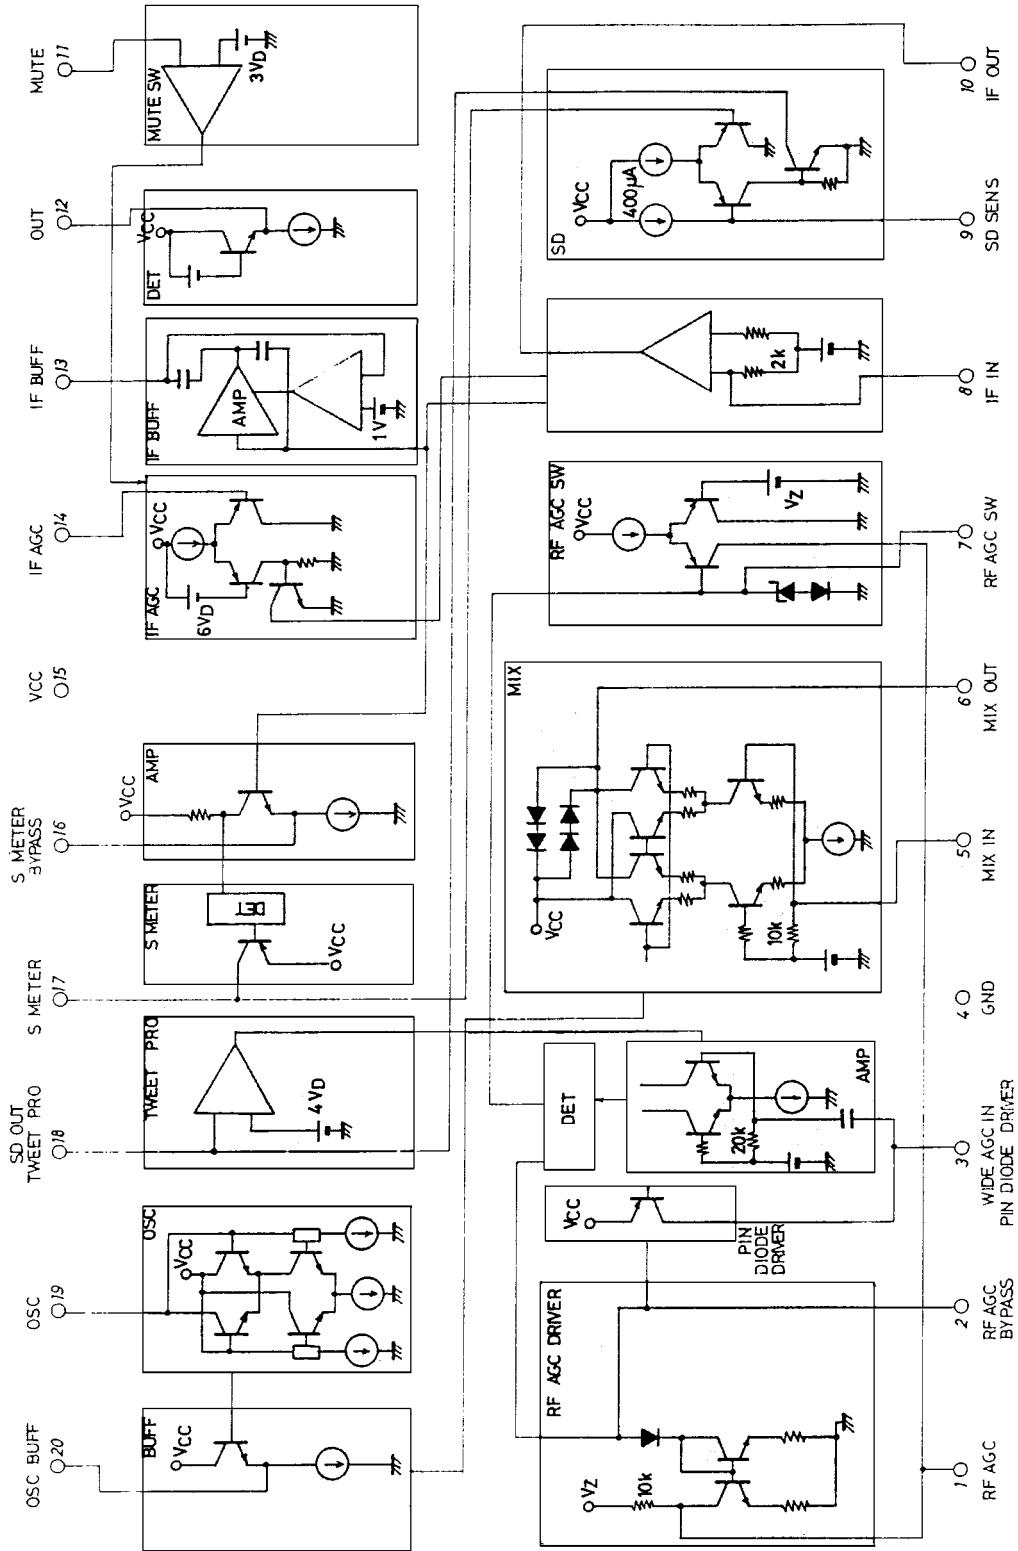 OSC BUFF
20
OSC
19
SD OUT
TWEET PRO
18
S METER
17
S METER
BYPASS
16
VCC
15
IF AGC
14
IF BUFF
13
OUT
12
MUTE
11
BUFF
VCC
OSC
VCC
TWEET PRO
4VD
S METER
DET
VCC
AMP
VCC
IF AGC
6VD
VCC
IF BUFF
AMP
1V
DET
VCC
MUTE SW
3VD
RF AGC DRIVER
VZ
10k
PIN
DIODE
DRIVER
VCC
DET
AMP
20k
MIX
VCC
10k
RF AGC SW
VCC
VZ
2k
SD
VCC
400µA
1
RF AGC
2
RF AGC
BYPASS
3
WIDE AGC IN
PIN DIODE DRIVER
4
GND
5
MIX IN
6
MIX OUT
7
RF AGC SW
8
IF IN
9
SD SENS
10
IF OUT